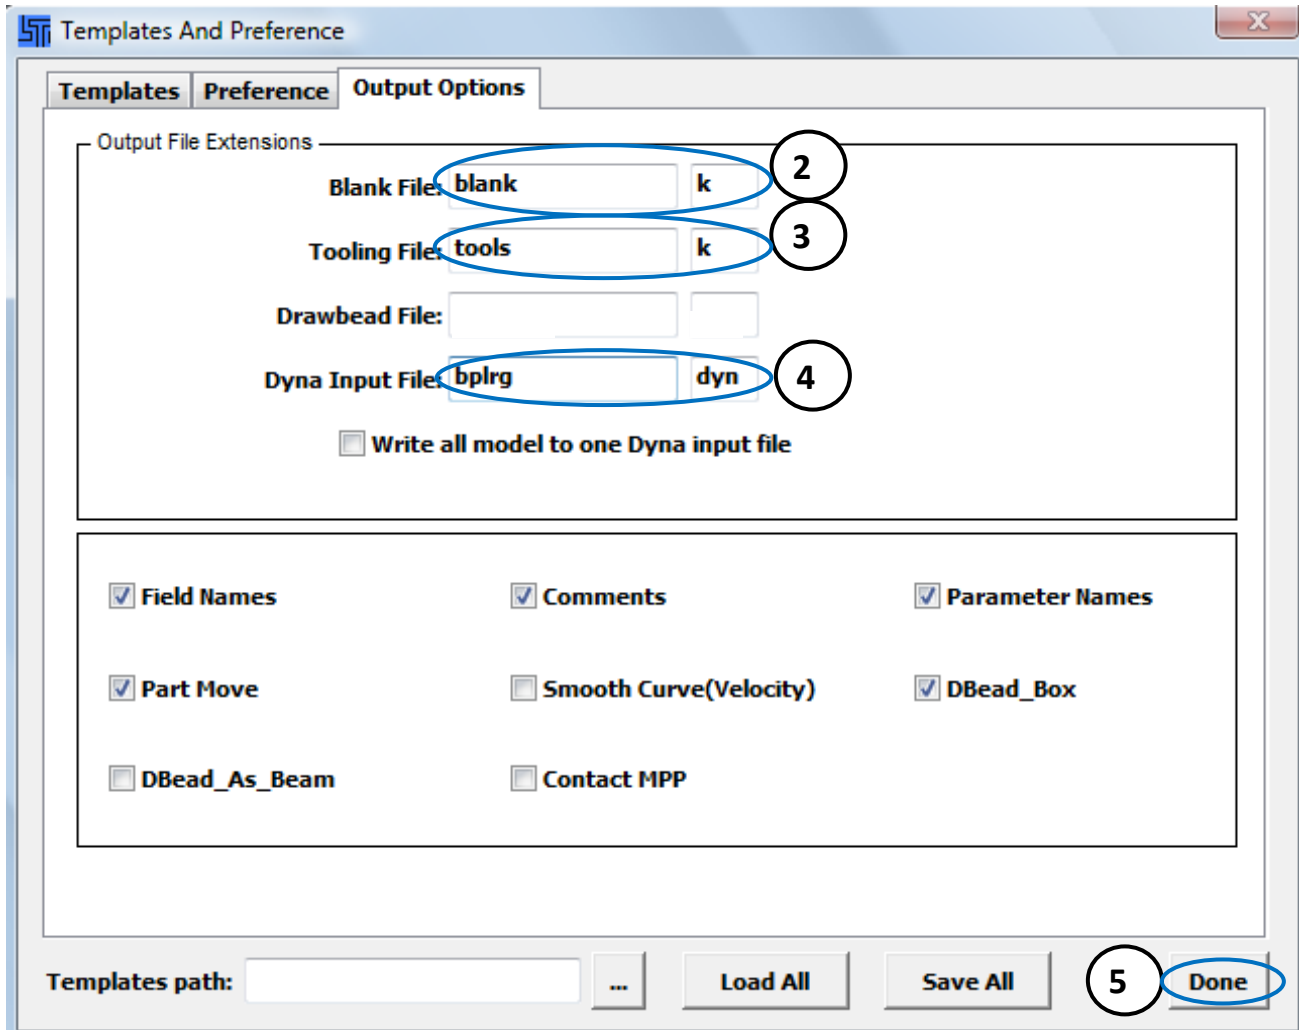 Templates And Preference
Templates Preference Output Options
Output File Extensions
Blank File: blank k 2
Tooling File: tools k 3
Drawbead File:
Dyna Input File: bplrg dyn 4
Write all model to one Dyna input file
Field Names Comments Parameter Names
Part Move Smooth Curve(Velocity) DBead_Box
DBead_As_Beam Contact MPP
Templates path: ... Load All Save All 5 Done